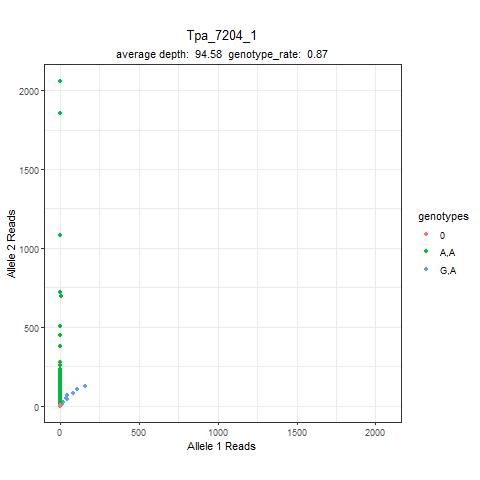 Tpa_7204_1
average depth: 94.58 genotype_rate: 0.87
Allele 2 Reads
2000
1500
1000
500
0
0 500 1000 1500 2000
Allele 1 Reads
genotypes
0
A,A
G,A